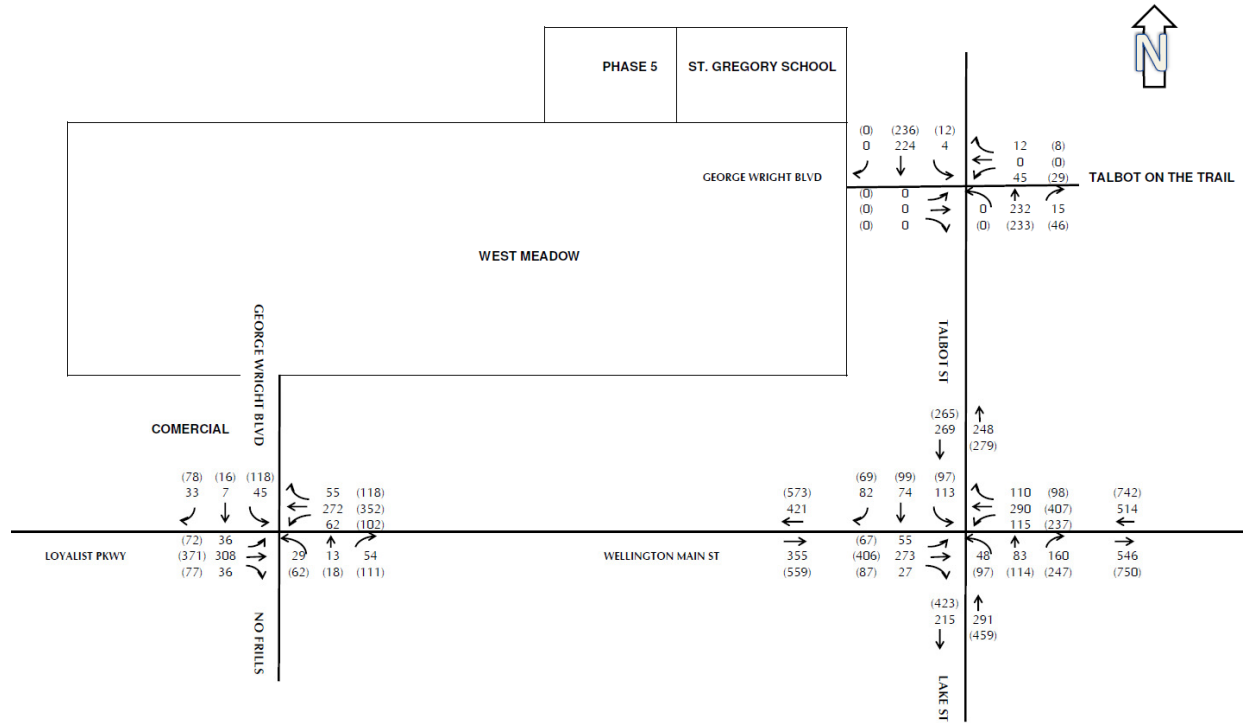 N
PHASE 5 ST. GREGORY SCHOOL
(0) (236) (12)
0 224 4 12 (8)
0 (0)
GEORGE WRIGHT BLVD 45 (29) TALBOT ON THE TRAIL
(0) 0
(0) 0 0 232 15
(0) 0 (0) (233) (46)
WEST MEADOW
GEORGE WRIGHT BLVD
TALBOT ST
COMERCIAL
(265)
269 248
(279)
(78) (16) (118) (69) (99) (97)
33 7 45 55 (118) (573) 82 74 113 110 (98) (742)
272 (352) 421 290 (407) 514
62 (102) 115 (237)
(72) 36 (67) 55
LOYALIST PKWY (371) 308 29 13 54 WELLINGTON MAIN ST 355 (406) 273 48 83 160 546
(77) 36 (62) (18) (111) (559) (87) 27 (97) (114) (247) (750)
NO FRILLS
(423)
215 291
(459)
LAKE ST